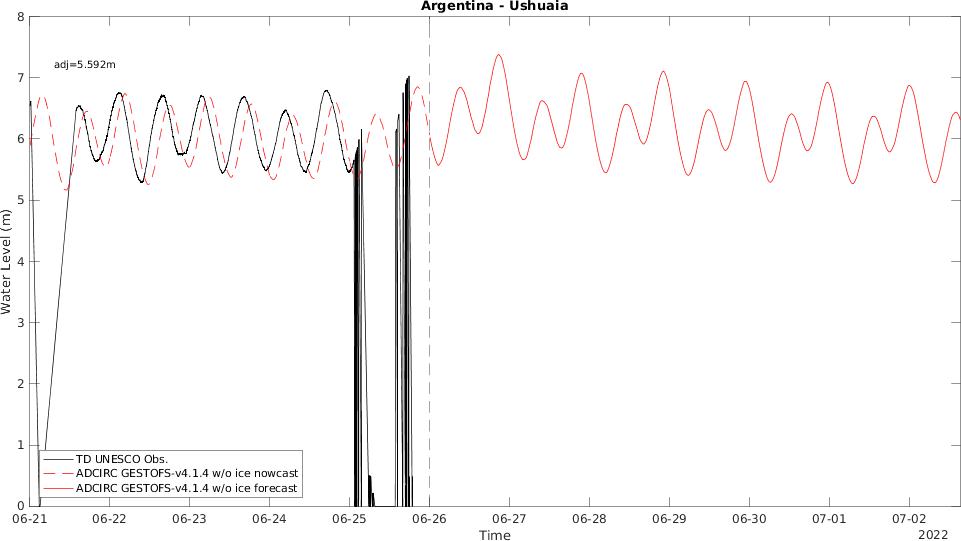 Argentina - Ushuaia
8
7
6
5
4
3
2
1
0
adj=5.592m
Water Level (m)
TD UNESCO Obs.
ADCIRC GESTOFS-v4.1.4 w/o ice nowcast
ADCIRC GESTOFS-v4.1.4 w/o ice forecast
06-21 06-22 06-23 06-24 06-25 06-26 06-27 06-28 06-29 06-30 07-01 07-02
Time
2022